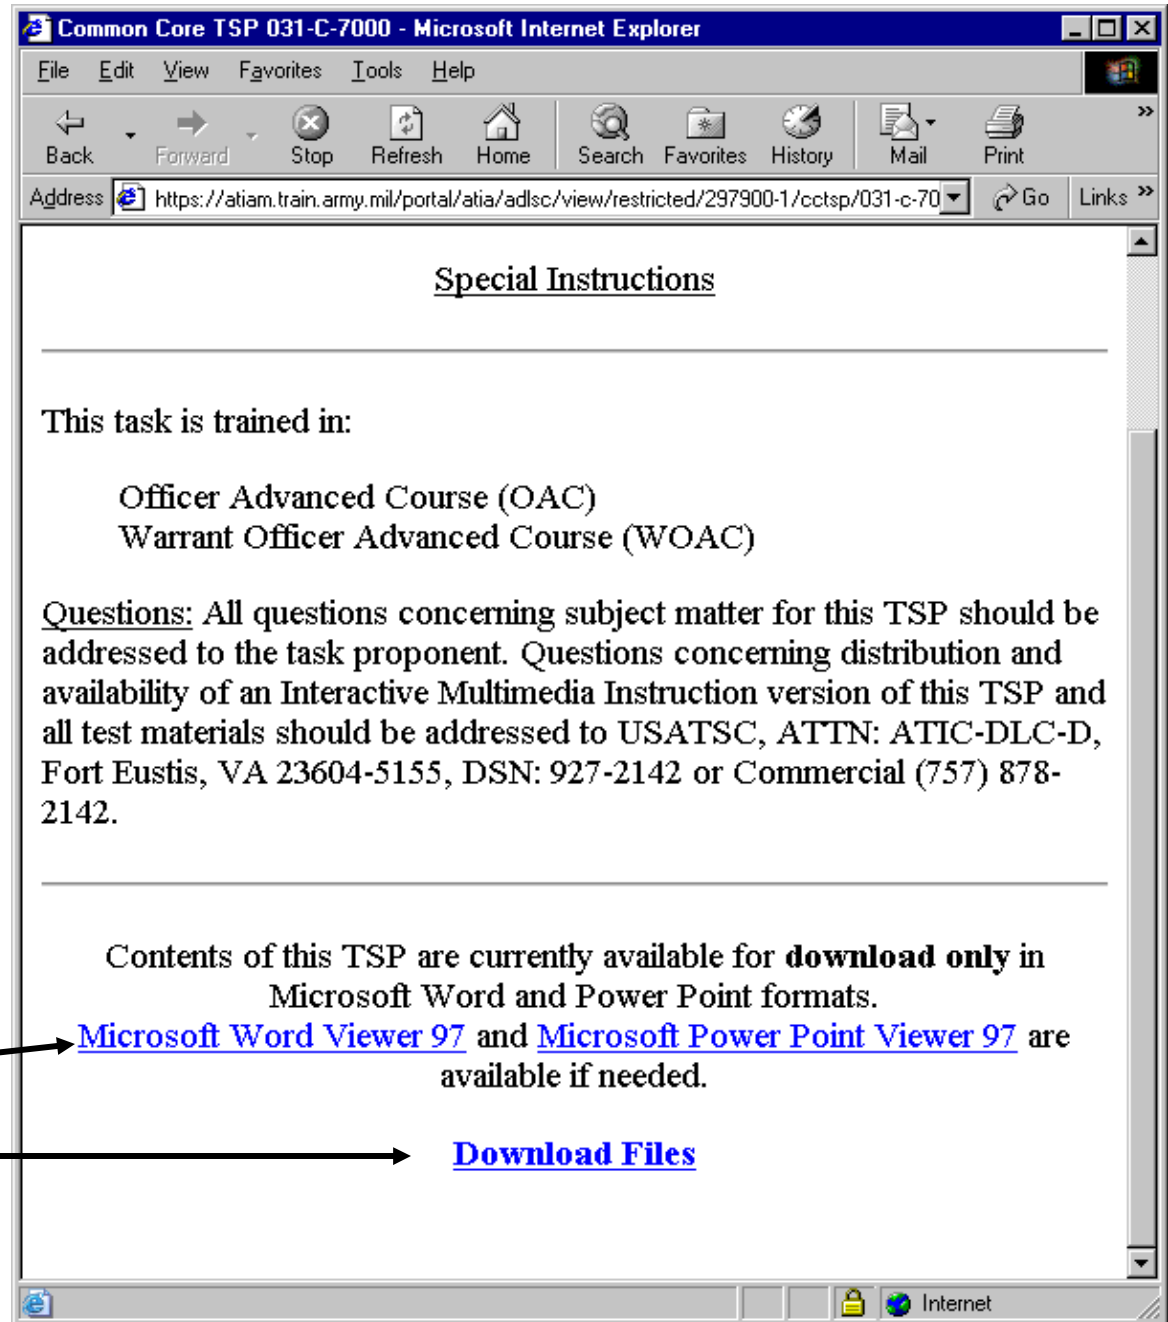 Common Core TSP 031-C-7000 - Microsoft Internet Explorer
File Edit View Favorites Tools Help
Back Forward Stop Refresh Home Search Favorites History Mail Print »
Address https://atiam.train.army.mil/portal/atia/adlsc/view/restricted/297900-1/cctsp/031-c-70 Go Links »
Special Instructions
This task is trained in:
Officer Advanced Course (OAC)
Warrant Officer Advanced Course (WOAC)
Questions: All questions concerning subject matter for this TSP should be
addressed to the task proponent. Questions concerning distribution and
availability of an Interactive Multimedia Instruction version of this TSP and
all test materials should be addressed to USATSC, ATTN: ATIC-DLC-D,
Fort Eustis, VA 23604-5155, DSN: 927-2142 or Commercial (757) 878-
2142.
Contents of this TSP are currently available for download only in
Microsoft Word and Power Point formats.
Microsoft Word Viewer 97 and Microsoft Power Point Viewer 97 are
available if needed.
Download Files
Internet